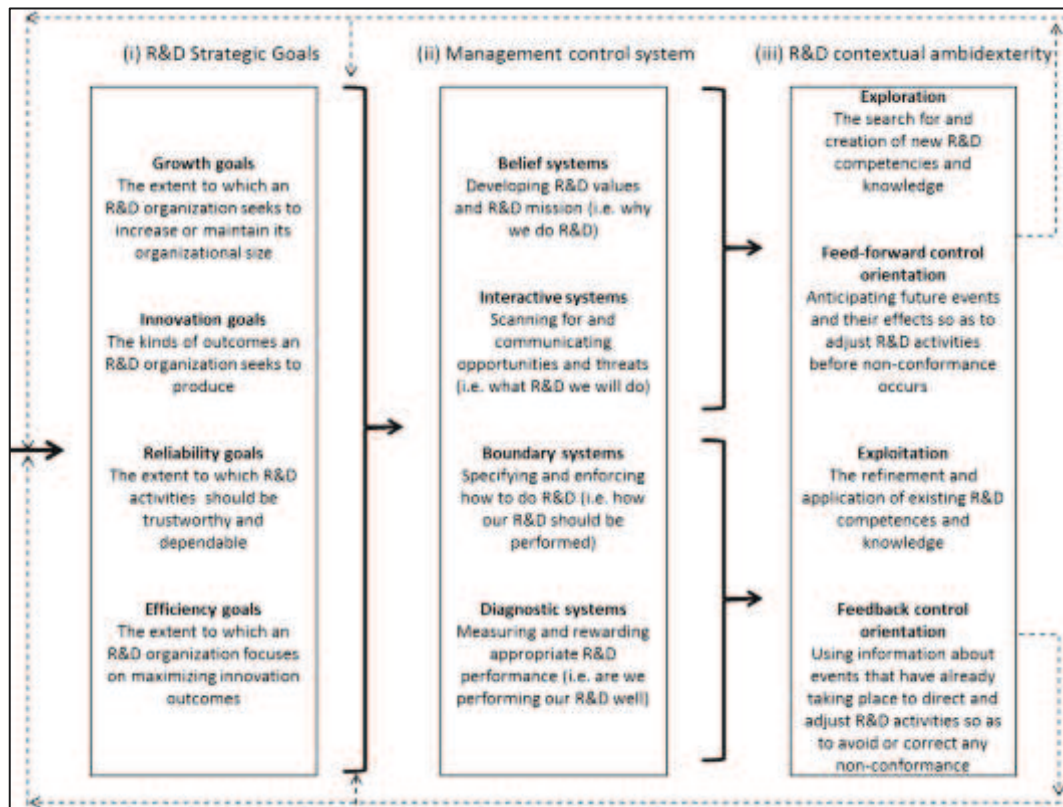 (i) R&D Strategic Goals
Growth goals
The extent to which an
R&D organization seeks to
increase or maintain its
organizational size
Innovation goals
The kinds of outcomes an
R&D organization seeks to
produce
Reliability goals
The extent to which R&D
activities should be
trustworthy and
dependable
Efficiency goals
The extent to which an
R&D organization focuses
on maximizing innovation
outcomes
(ii) Management control system
Belief systems
Developing R&D values
and R&D mission (i.e. why
we do R&D)
Interactive systems
Scanning for and
communicating
opportunities and threats
(i.e. what R&D we will do)
Boundary systems
Specifying and enforcing
how to do R&D (i.e. how
our R&D should be
performed)
Diagnostic systems
Measuring and rewarding
appropriate R&D
performance (i.e. are we
performing our R&D well)
(iii) R&D contextual ambidexterity
Exploration
The search for and
creation of new R&D
competencies and
knowledge
Feed-forward control
orientation
Anticipating future events
and their effects so as to
adjust R&D activities
before non-conformance
occurs
Exploitation
The refinement and
application of existing R&D
competences and
knowledge
Feedback control
orientation
Using information about
events that have already
taking place to direct and
adjust R&D activities so as
to avoid or correct any
non-conformance